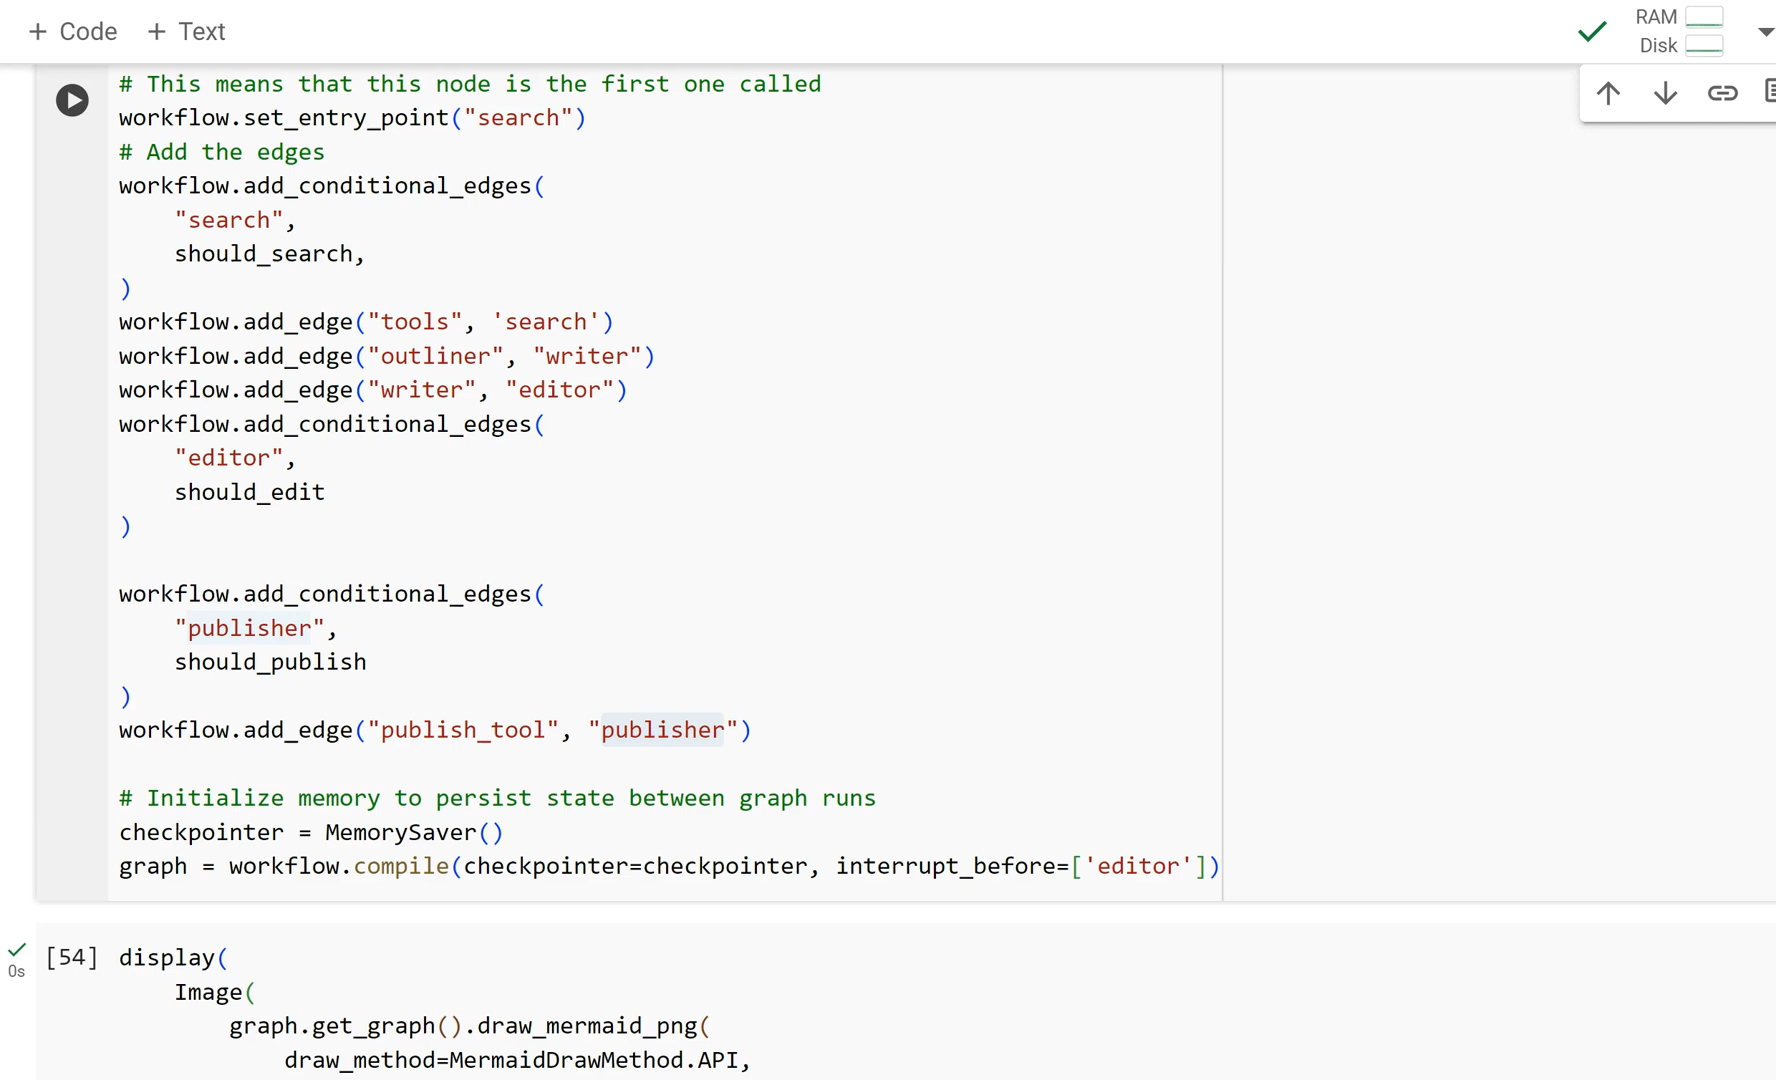 + Code + Text
RAM
Disk
# This means that this node is the first one called
workflow.set_entry_point("search")
# Add the edges
workflow.add_conditional_edges(
    "search",
    should_search,
)
workflow.add_edge("tools", 'search')
workflow.add_edge("outliner", "writer")
workflow.add_edge("writer", "editor")
workflow.add_conditional_edges(
    "editor",
    should_edit
)
workflow.add_conditional_edges(
    "publisher",
    should_publish
)
workflow.add_edge("publish_tool", "publisher")
# Initialize memory to persist state between graph runs
checkpointer = MemorySaver()
graph = workflow.compile(checkpointer=checkpointer, interrupt_before=['editor'])
[54] display(
0s
    Image(
        graph.get_graph().draw_mermaid_png(
            draw_method=MermaidDrawMethod.API,